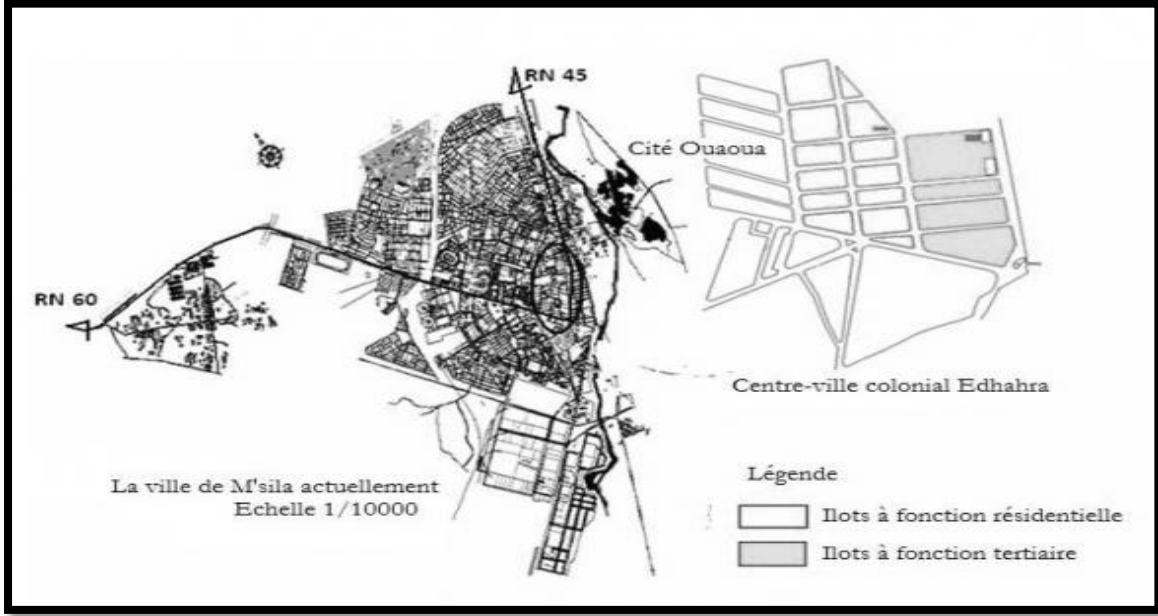 RN 45
Cité Ouaoua
RN 60
Centre-ville colonial Edhahra
La ville de M'sila actuellement
Echelle 1/10000
Légende
Ilots à fonction résidentielle
Ilots à fonction tertiaire